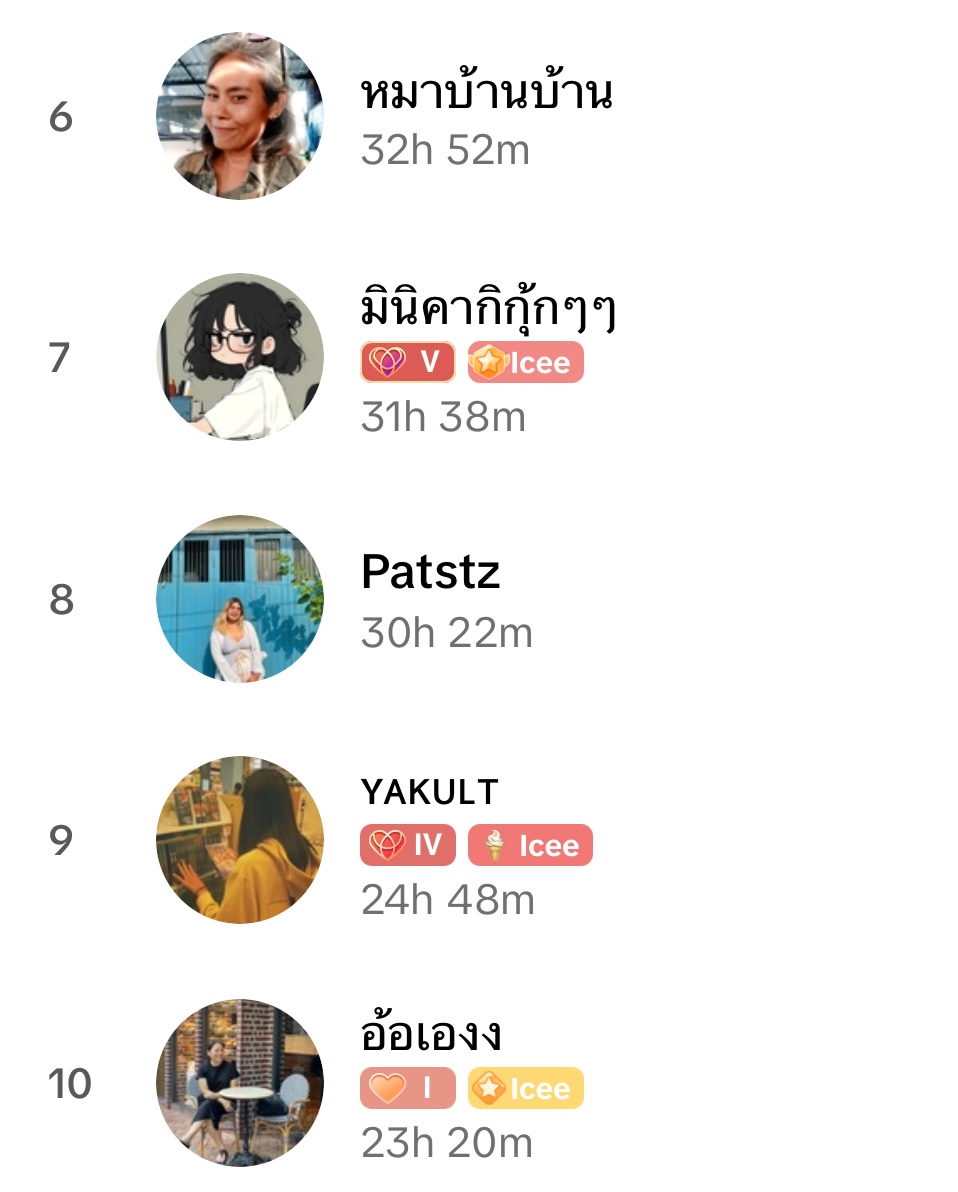 6
หมาบ้านบ้าน
32h 52m
7
มินิคากิกุ้กๆๆ
V Icee
31h 38m
8
Patstz
30h 22m
9
YAKULT
IV Icee
24h 48m
10
อ้อเองง
I Icee
23h 20m